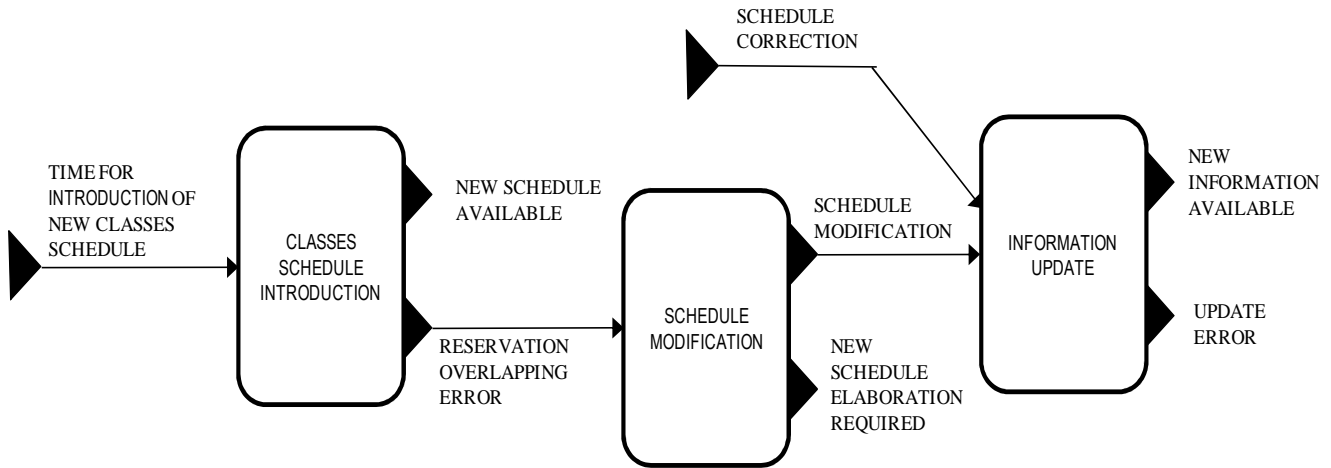 SCHEDULE
CORRECTION
TIME FOR
INTRODUCTION OF
NEW CLASSES
SCHEDULE
CLASSES
SCHEDULE
INTRODUCTION
NEW SCHEDULE
AVAILABLE
RESERVATION
OVERLAPPING
ERROR
SCHEDULE
MODIFICATION
SCHEDULE
MODIFICATION
NEW
SCHEDULE
ELABORATION
REQUIRED
INFORMATION
UPDATE
NEW
INFORMATION
AVAILABLE
UPDATE
ERROR